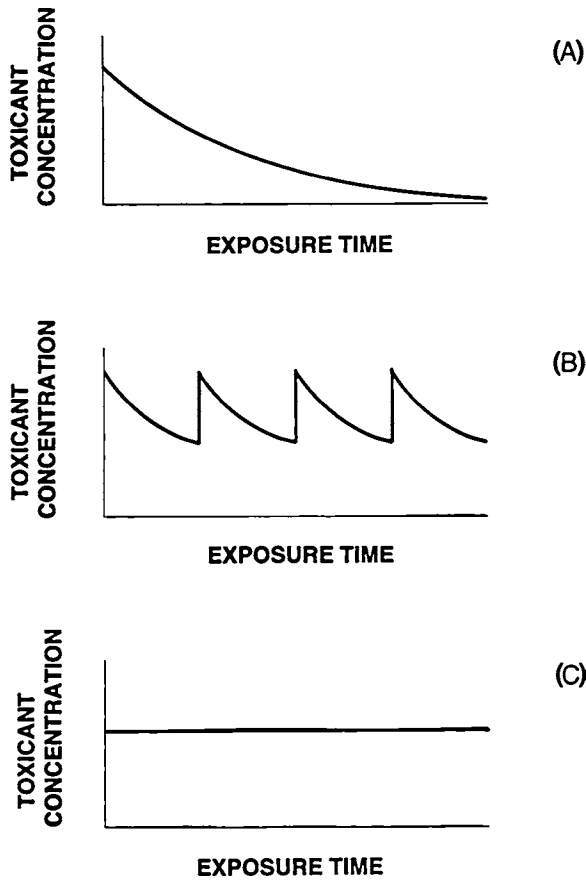 (A)
TOXICANT
CONCENTRATION
EXPOSURE TIME
(B)
TOXICANT
CONCENTRATION
EXPOSURE TIME
(C)
TOXICANT
CONCENTRATION
EXPOSURE TIME